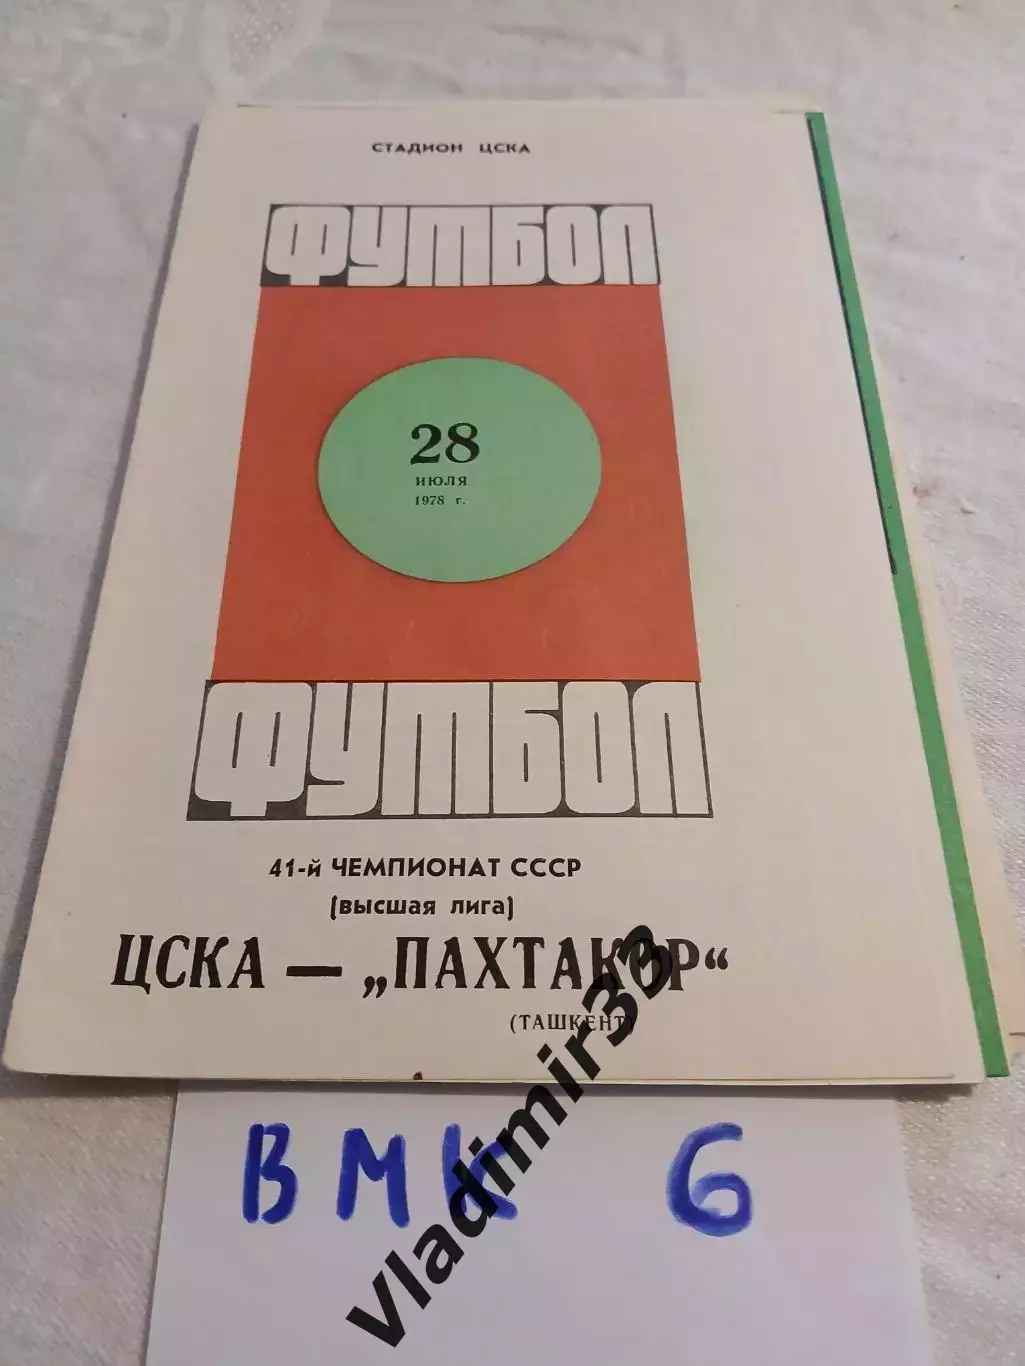 СТАДИОН ЦСКА
ФУТБОЛ
28
ИЮЛЯ
1978 г.
ФУТБОЛ
41-й ЧЕМПИОНАТ СССР
(высшая лига)
ЦСКА — „ПАХТАКОР“
(ТАШКЕНТ)
ВМК 6
Vladimir33